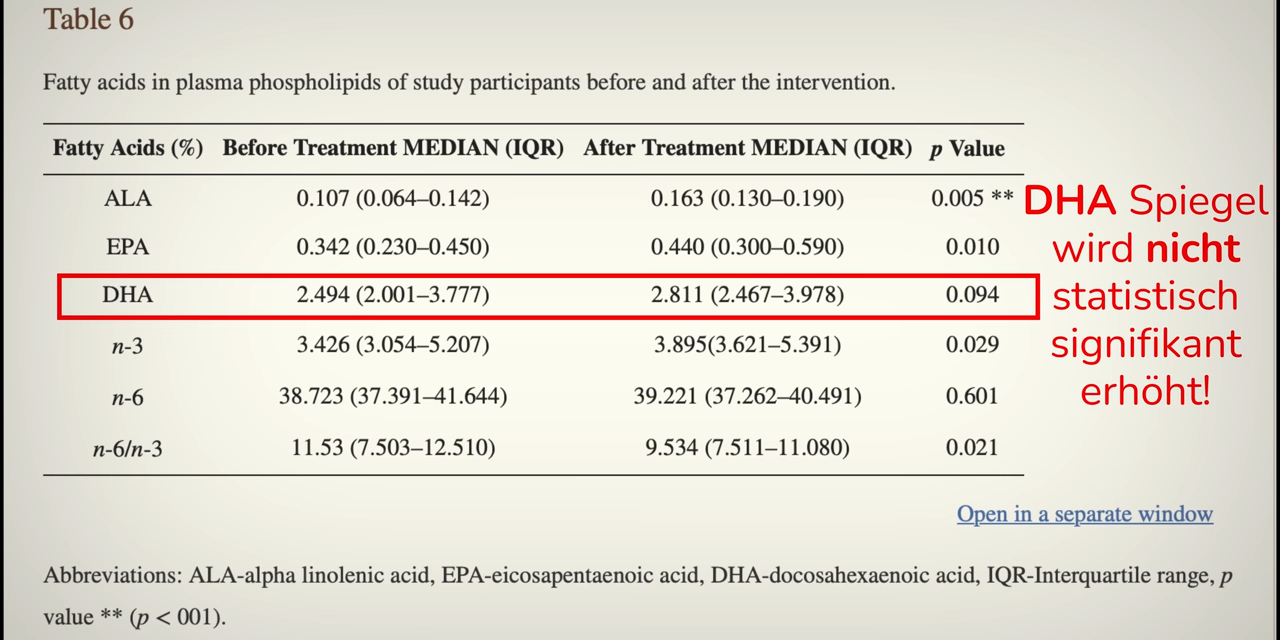 Table 6
Fatty acids in plasma phospholipids of study participants before and after the intervention.
Fatty Acids (%) Before Treatment MEDIAN (IQR) After Treatment MEDIAN (IQR) p Value
ALA 0.107 (0.064–0.142) 0.163 (0.130–0.190) 0.005 **
EPA 0.342 (0.230–0.450) 0.440 (0.300–0.590) 0.010
DHA 2.494 (2.001–3.777) 2.811 (2.467–3.978) 0.094
n-3 3.426 (3.054–5.207) 3.895(3.621–5.391) 0.029
n-6 38.723 (37.391–41.644) 39.221 (37.262–40.491) 0.601
n-6/n-3 11.53 (7.503–12.510) 9.534 (7.511–11.080) 0.021
DHA Spiegel
wird nicht
statistisch
signifikant
erhöht!
Open in a separate window
Abbreviations: ALA-alpha linolenic acid, EPA-eicosapentaenoic acid, DHA-docosahexaenoic acid, IQR-Interquartile range, p
value ** (p < 001).